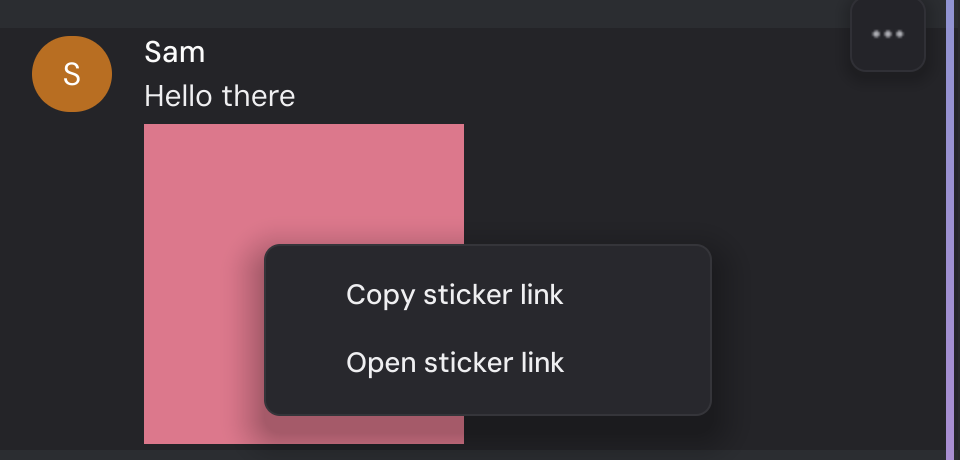 Sam
S
Hello there
Copy sticker link
Open sticker link